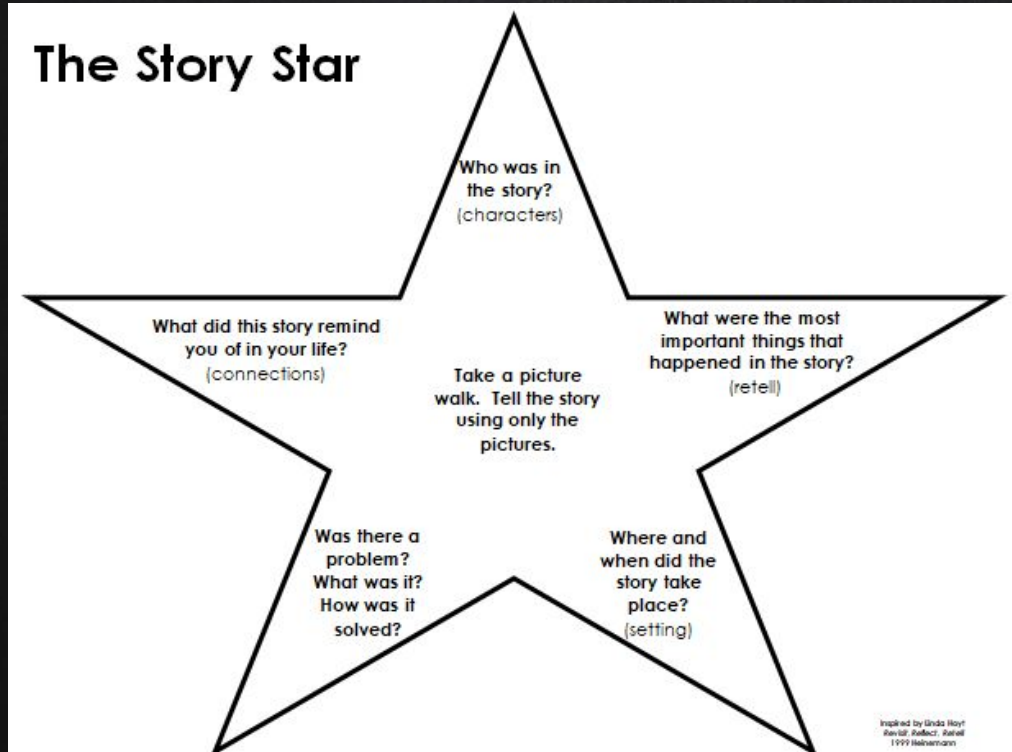 The Story Star
Who was in
the story?
(characters)
What did this story remind
you of in your life?
(connections)
What were the most
important things that
happened in the story?
(retell)
Take a picture
walk. Tell the story
using only the
pictures.
Was there a
problem?
What was it?
How was it
solved?
Where and
when did the
story take
place?
(setting)
Inspired by Linda Hoyt
Revisit, Reflect, Retell
1999 Heinemann